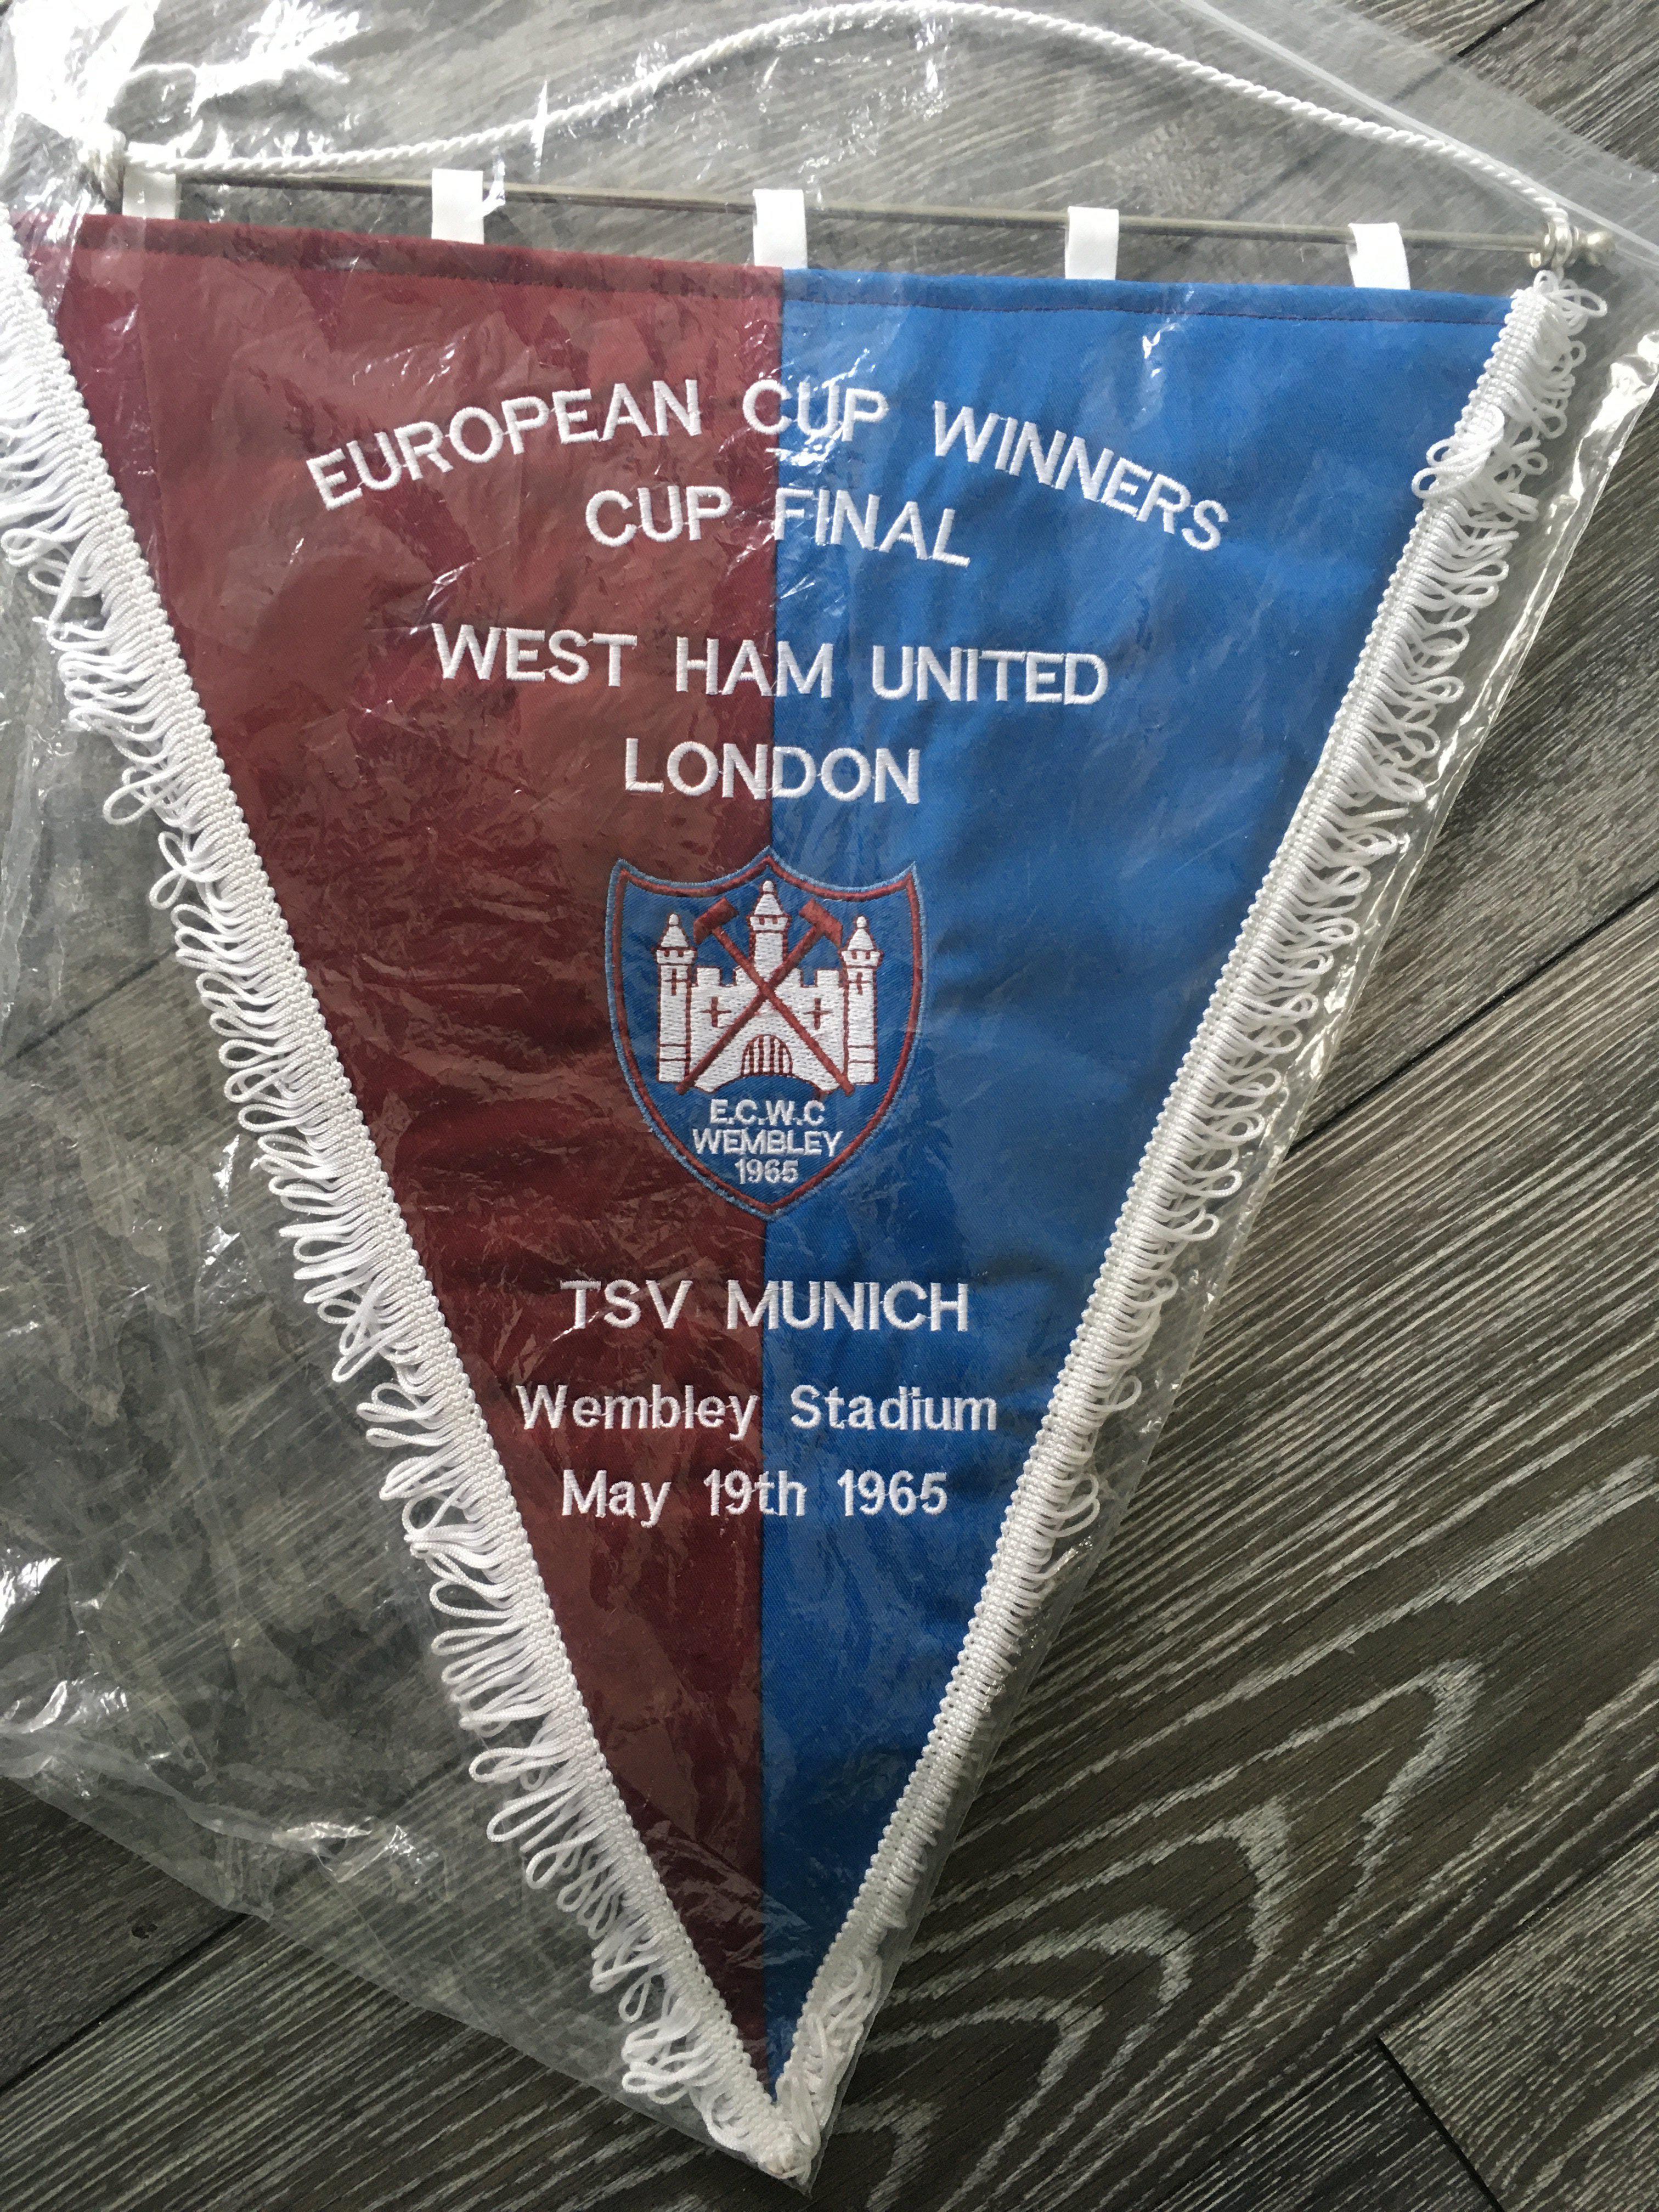 EUROPEAN CUP WINNERS
CUP FINAL
WEST HAM UNITED
LONDON
E.C.W.C
WEMBLEY
1965
TSV MUNICH
Wembley Stadium
May 19th 1965